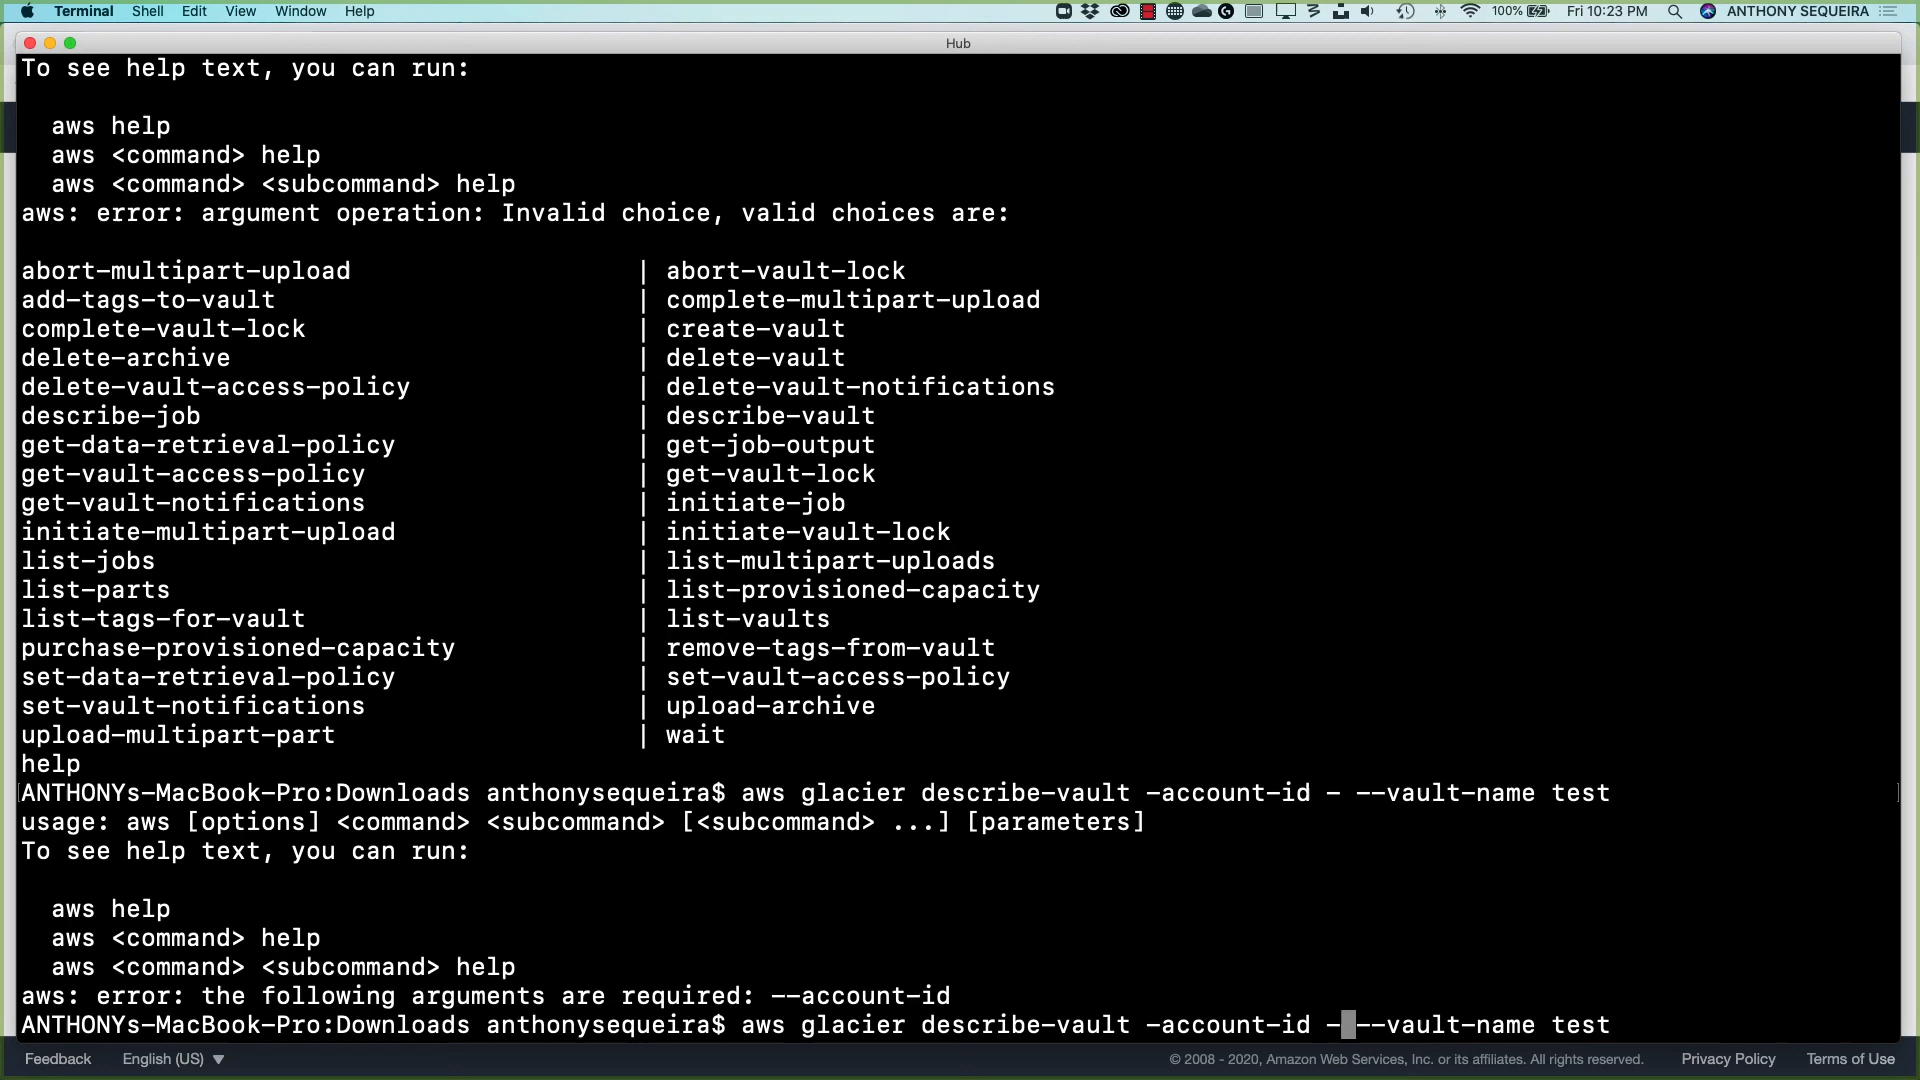 Terminal Shell Edit View Window Help 100% Fri 10:23 PM ANTHONY SEQUEIRA
Hub
To see help text, you can run:
aws help
aws <command> help
aws <command> <subcommand> help
aws: error: argument operation: Invalid choice, valid choices are:
abort-multipart-upload | abort-vault-lock
add-tags-to-vault | complete-multipart-upload
complete-vault-lock | create-vault
delete-archive | delete-vault
delete-vault-access-policy | delete-vault-notifications
describe-job | describe-vault
get-data-retrieval-policy | get-job-output
get-vault-access-policy | get-vault-lock
get-vault-notifications | initiate-job
initiate-multipart-upload | initiate-vault-lock
list-jobs | list-multipart-uploads
list-parts | list-provisioned-capacity
list-tags-for-vault | list-vaults
purchase-provisioned-capacity | remove-tags-from-vault
set-data-retrieval-policy | set-vault-access-policy
set-vault-notifications | upload-archive
upload-multipart-part | wait
help
[ANTHONYs-MacBook-Pro:Downloads anthonysequeira$ aws glacier describe-vault -account-id - --vault-name test ]
usage: aws [options] <command> <subcommand> [<subcommand> ...] [parameters]
To see help text, you can run:
aws help
aws <command> help
aws <command> <subcommand> help
aws: error: the following arguments are required: --account-id
ANTHONYs-MacBook-Pro:Downloads anthonysequeira$ aws glacier describe-vault -account-id - --vault-name test
Feedback English (US) © 2008 - 2020, Amazon Web Services, Inc. or its affiliates. All rights reserved. Privacy Policy Terms of Use